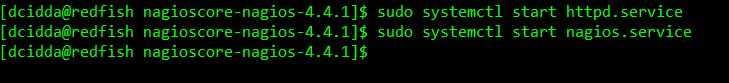 [dcidda@redfish nagioscore-nagios-4.4.1]$ sudo systemctl start httpd.service
[dcidda@redfish nagioscore-nagios-4.4.1]$ sudo systemctl start nagios.service
[dcidda@redfish nagioscore-nagios-4.4.1]$